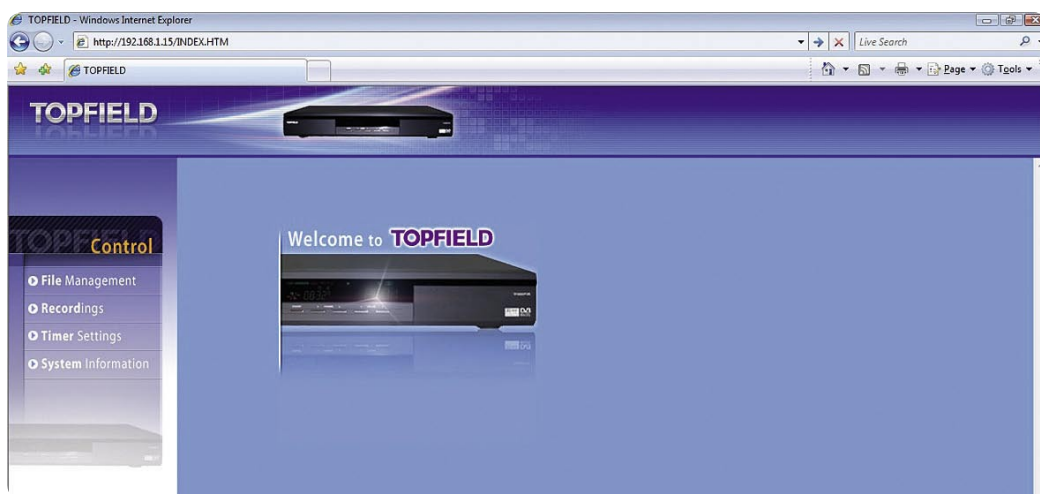 TOPFIELD - Windows Internet Explorer
http://192.168.1.15/INDEX.HTM
Live Search
TOPFIELD
Page
Tools
TOPFIELD
Control
File Management
Recordings
Timer Settings
System Information
Welcome to TOPFIELD